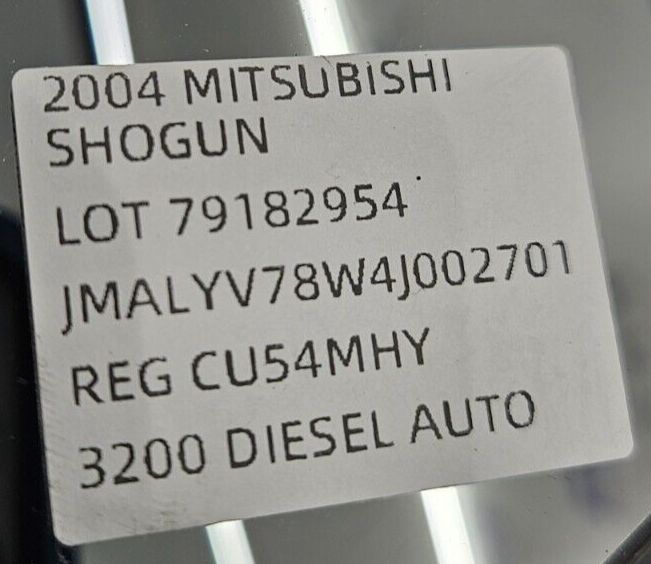 2004 MITSUBISHI
SHOGUN
LOT 79182954
JMALYV78W4J002701
REG CU54MHY
3200 DIESEL AUTO